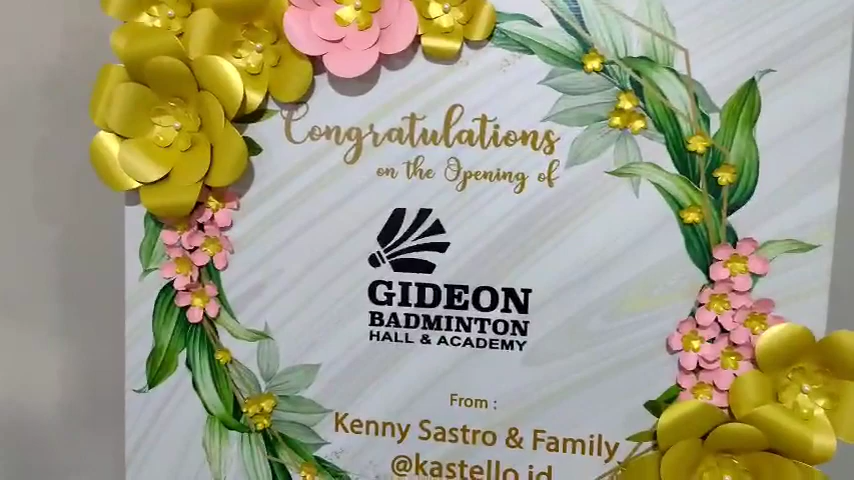 Congratulations
on the Opening of
GIDEON
BADMINTON
HALL & ACADEMY
From :
Kenny Sastro & Family
@kastello.id